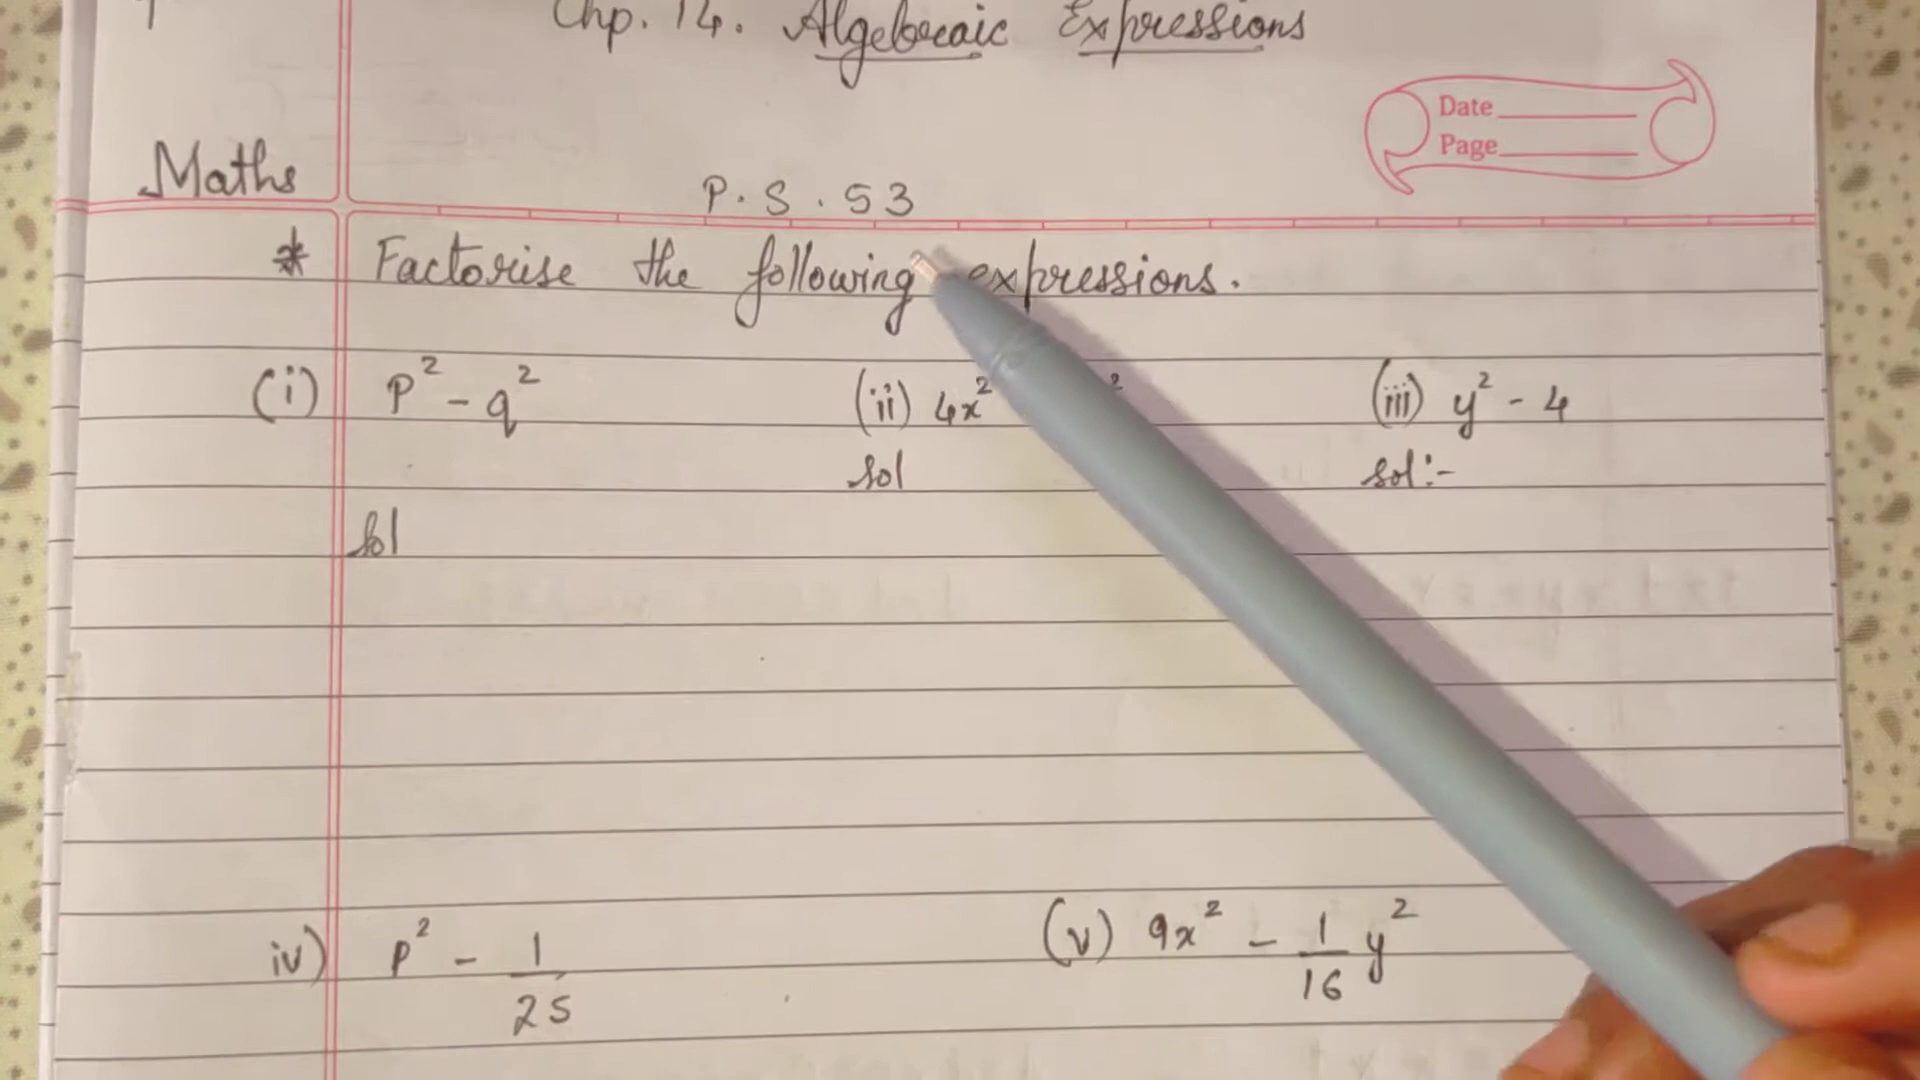 Chp. 14. Algebraic Expressions
Date
Page
Maths
P. S. 53
* Factorise the following expressions.
(i) p² - q² (ii) 4x² ² (iii) y² - 4
sol sol:-
sol
iv) p² - 1/25 (v) 9x² - 1/16 y²